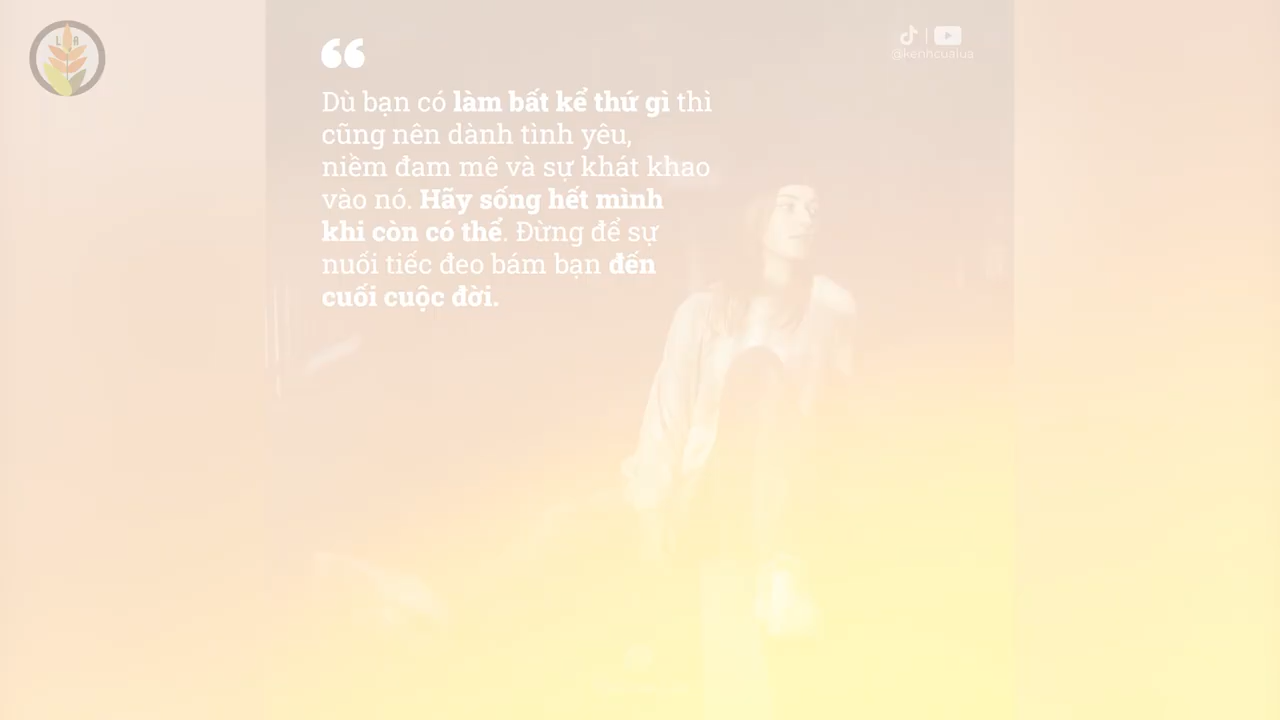 L A
@kenhcualua
Dù bạn có làm bất kể thứ gì thì
cũng nên dành tình yêu,
niềm đam mê và sự khát khao
vào nó. Hãy sống hết mình
khi còn có thể. Đừng để sự
nuối tiếc đeo bám bạn đến
cuối cuộc đời.